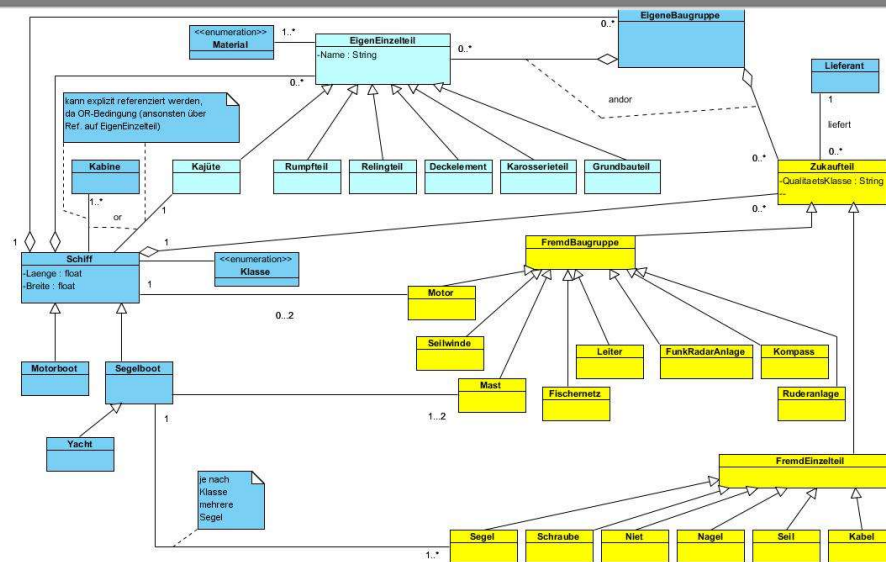 <<enumeration>>
Material
1..*
EigenEinzelteil
-Name : String
0..*
0..*
0..*
EigeneBaugruppe
Lieferant
1
liefert
0..*
andor
kann explizit referenziert werden,
da OR-Bedingung (ansonsten über
Ref. auf EigenEinzelteil)
Kabine
Kajüte
Rumpfteil
Relingteil
Deckelement
Karosserieteil
Grundbauteil
0..*
Zukaufteil
-QualitaetsKlasse : String
--
0..*
1..*
or
1
1
1
Schiff
-Laenge : float
-Breite : float
<<enumeration>>
Klasse
FremdBaugruppe
1
0...2
Motor
Seilwinde
Leiter
FunkRadarAnlage
Kompass
Motorboot
Segelboot
Mast
Fischernetz
Ruderanlage
1
1...2
Yacht
FremdEinzelteil
je nach
Klasse
mehrere
Segel
1..*
Segel
Schraube
Niet
Nagel
Seil
Kabel